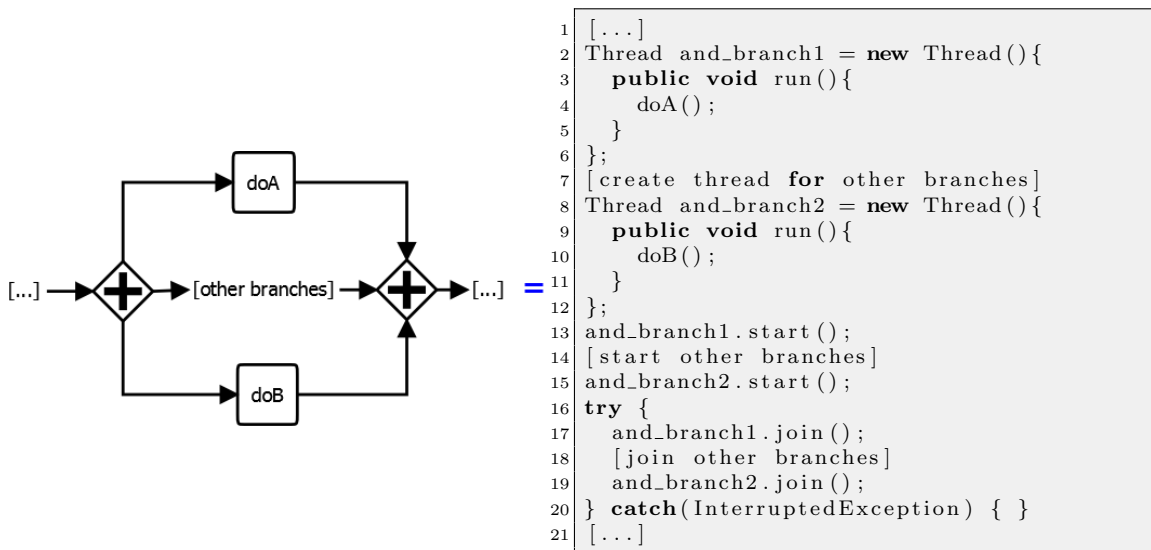 doA
[...]
[other branches]
[...]
doB
=
1 [...]
2 Thread and_branch1 = new Thread(){
3   public void run(){
4     doA();
5   }
6 };
7 [create thread for other branches]
8 Thread and_branch2 = new Thread(){
9   public void run(){
10     doB();
11   }
12 };
13 and_branch1.start();
14 [start other branches]
15 and_branch2.start();
16 try {
17   and_branch1.join();
18   [join other branches]
19   and_branch2.join();
20 } catch(InterruptedException) { }
21 [...]